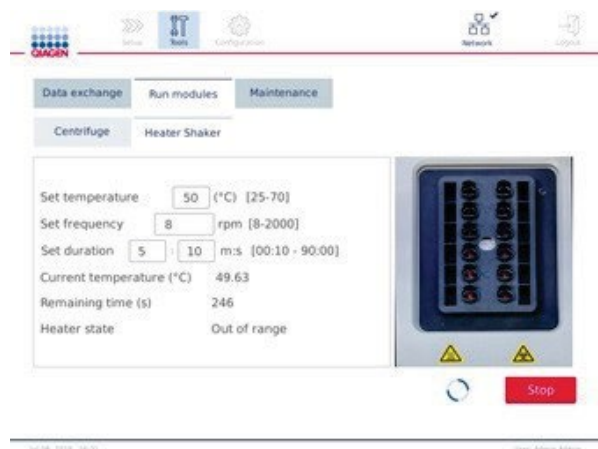 Setup
Tools
Configuration
Network
Logout
QIAGEN
Data exchange
Run modules
Maintenance
Centrifuge
Heater Shaker
Set temperature 50 (°C) [25-70]
Set frequency 8 rpm [8-2000]
Set duration 5 : 10 m:s [00:10 - 90:00]
Current temperature (°C) 49.63
Remaining time (s) 246
Heater state Out of range
Stop